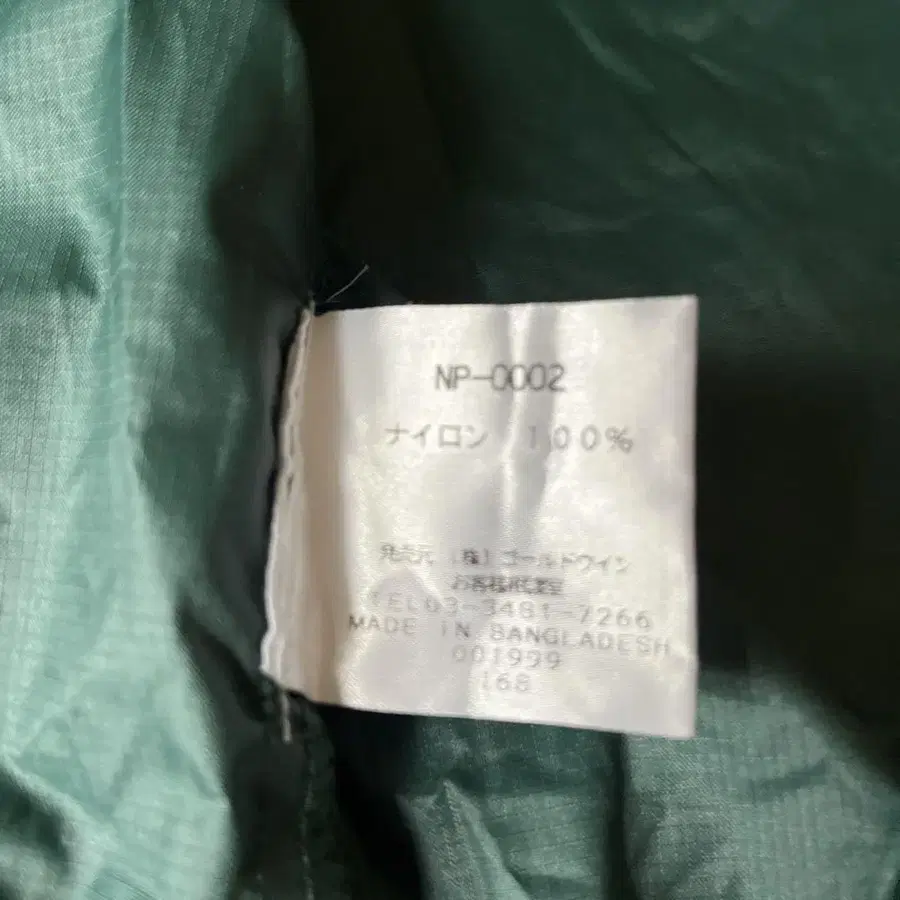 NP-0002
ナイロン 100%
発売元 (株) ゴールドウイン
お客様相談室
TEL03-3481-7266
MADE IN BANGLADESH
001999
168